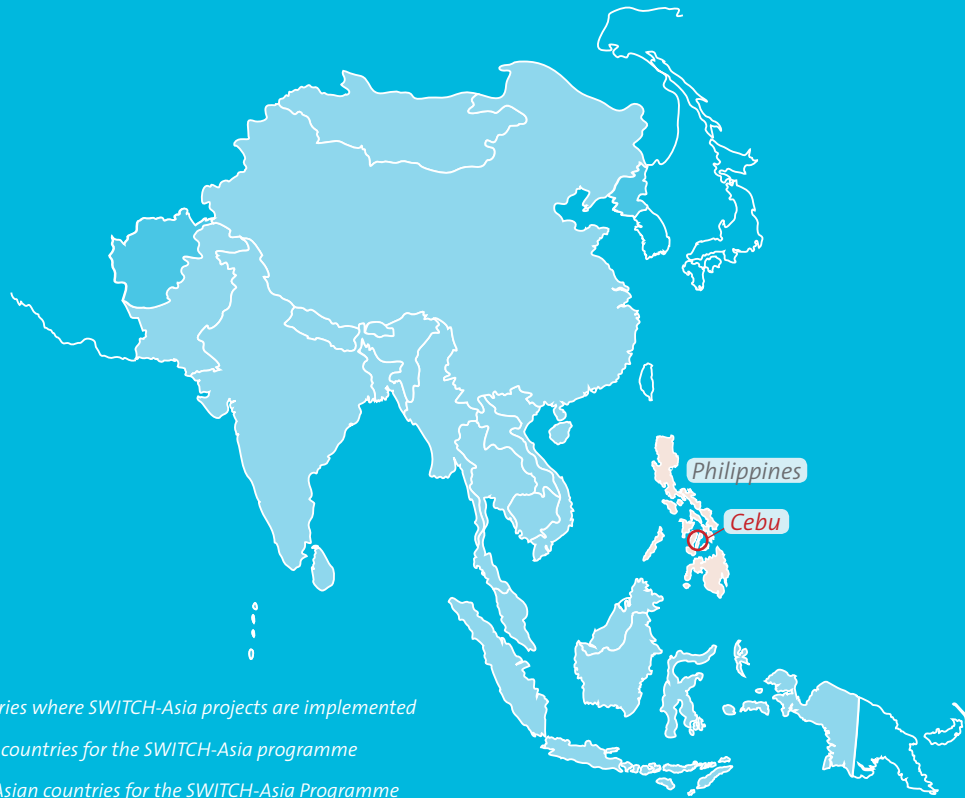 Philippines
Cebu
ries where SWITCH-Asia projects are implemented
countries for the SWITCH-Asia programme
Asian countries for the SWITCH-Asia Programme